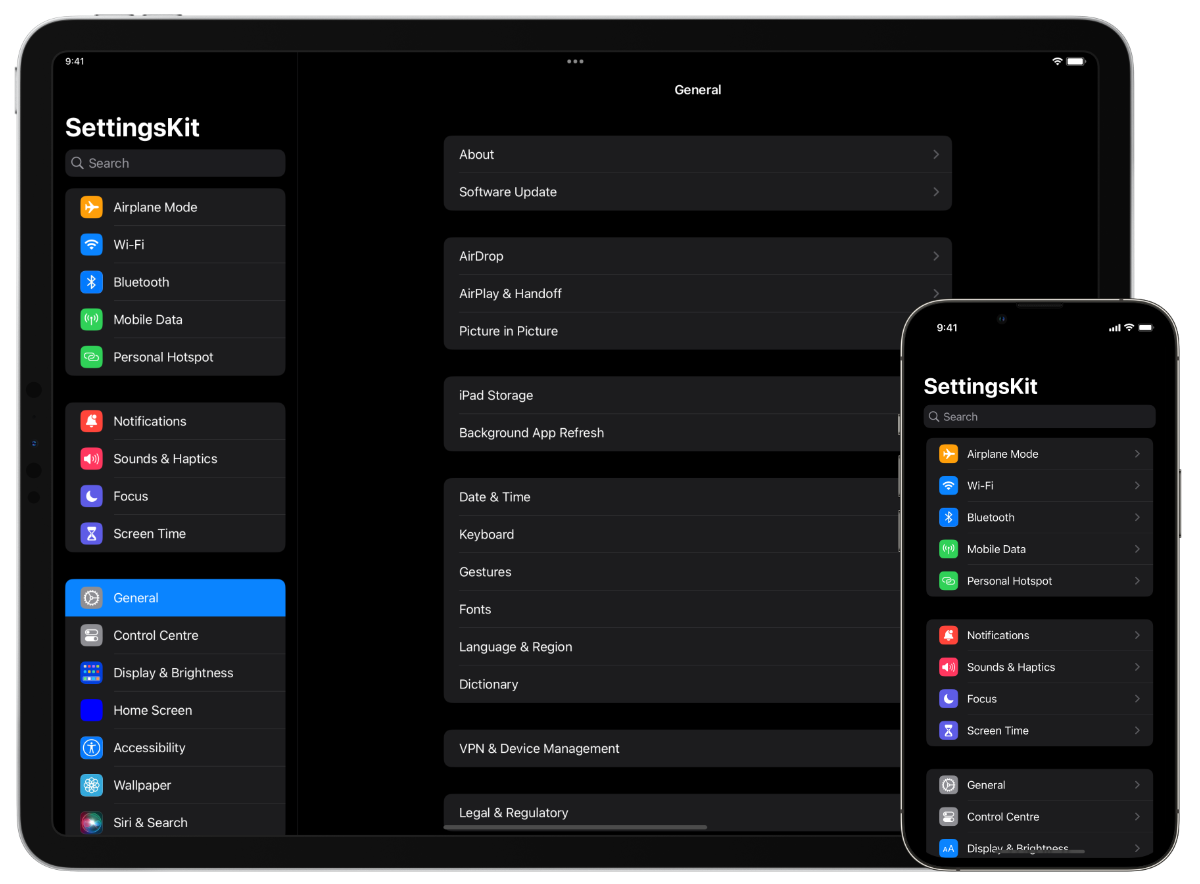 9:41
General
SettingsKit
Search
Airplane Mode
Wi-Fi
Bluetooth
Mobile Data
Personal Hotspot
Notifications
Sounds & Haptics
Focus
Screen Time
General
Control Centre
Display & Brightness
Home Screen
Accessibility
Wallpaper
Siri & Search
About
Software Update
AirDrop
AirPlay & Handoff
Picture in Picture
iPad Storage
Background App Refresh
Date & Time
Keyboard
Gestures
Fonts
Language & Region
Dictionary
VPN & Device Management
Legal & Regulatory
9:41
SettingsKit
Search
Airplane Mode
Wi-Fi
Bluetooth
Mobile Data
Personal Hotspot
Notifications
Sounds & Haptics
Focus
Screen Time
General
Control Centre
AA
Display & Brightness